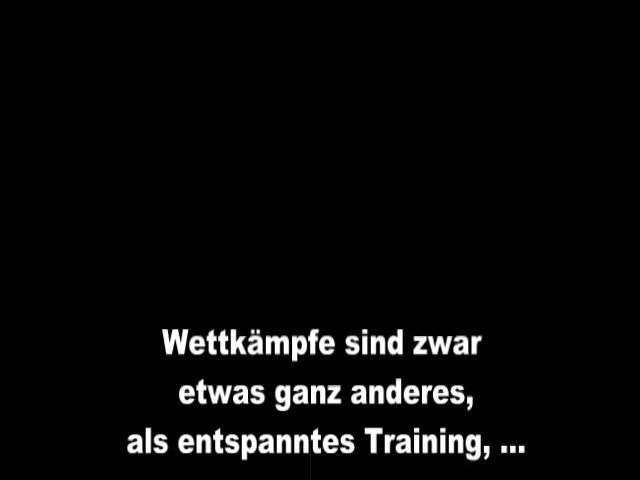 Wettkämpfe sind zwar
etwas ganz anderes,
als entspanntes Training, ...